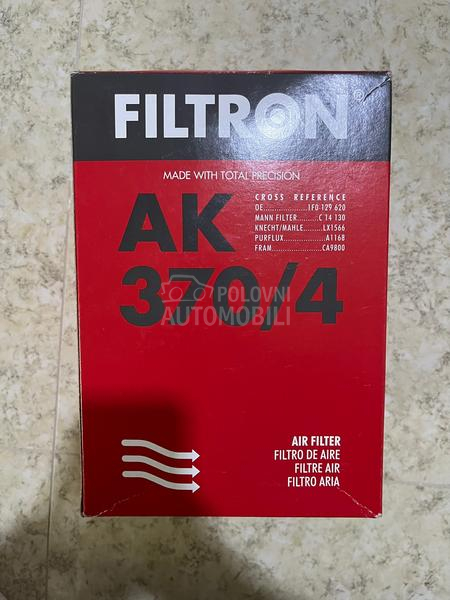 FILTRON®
MADE WITH TOTAL PRECISION
AK
370/4
CROSS REFERENCE
OE....................1F0 129 620
MANN FILTER.........C 14 130
KNECHT/MAHLE........LX1566
PURFLUX................A1168
FRAM....................CA9800
POLOVNI
AUTOMOBILI
AIR FILTER
FILTRO DE AIRE
FILTRE AIR
FILTRO ARIA